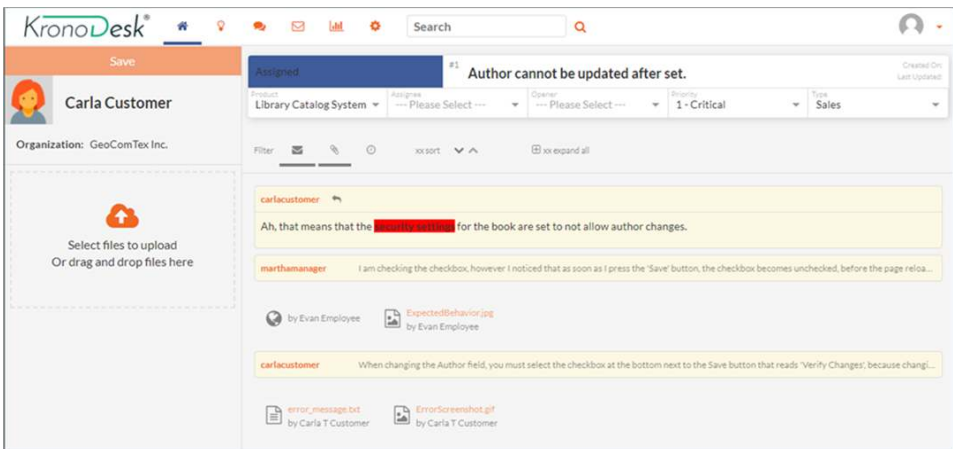 KronoDesk®
Search
Save
Carla Customer
Organization: GeoComTex Inc.
Select files to upload
Or drag and drop files here
Assigned
#1
Author cannot be updated after set.
Created On:
Last Updated:
Product
Library Catalog System
Assignee
--- Please Select ---
Opener
--- Please Select ---
Priority
1 - Critical
Type
Sales
Filter
xx sort
xx expand all
carlacustomer
Ah, that means that the security settings for the book are set to not allow author changes.
marthamanager I am checking the checkbox, however I noticed that as soon as I press the 'Save' button, the checkbox becomes unchecked, before the page reloa...
by Evan Employee
ExpectedBehavior.jpg
by Evan Employee
carlacustomer When changing the Author field, you must select the checkbox at the bottom next to the Save button that reads 'Verify Changes', because changi...
error_message.txt
by Carla T Customer
ErrorScreenshot.gif
by Carla T Customer